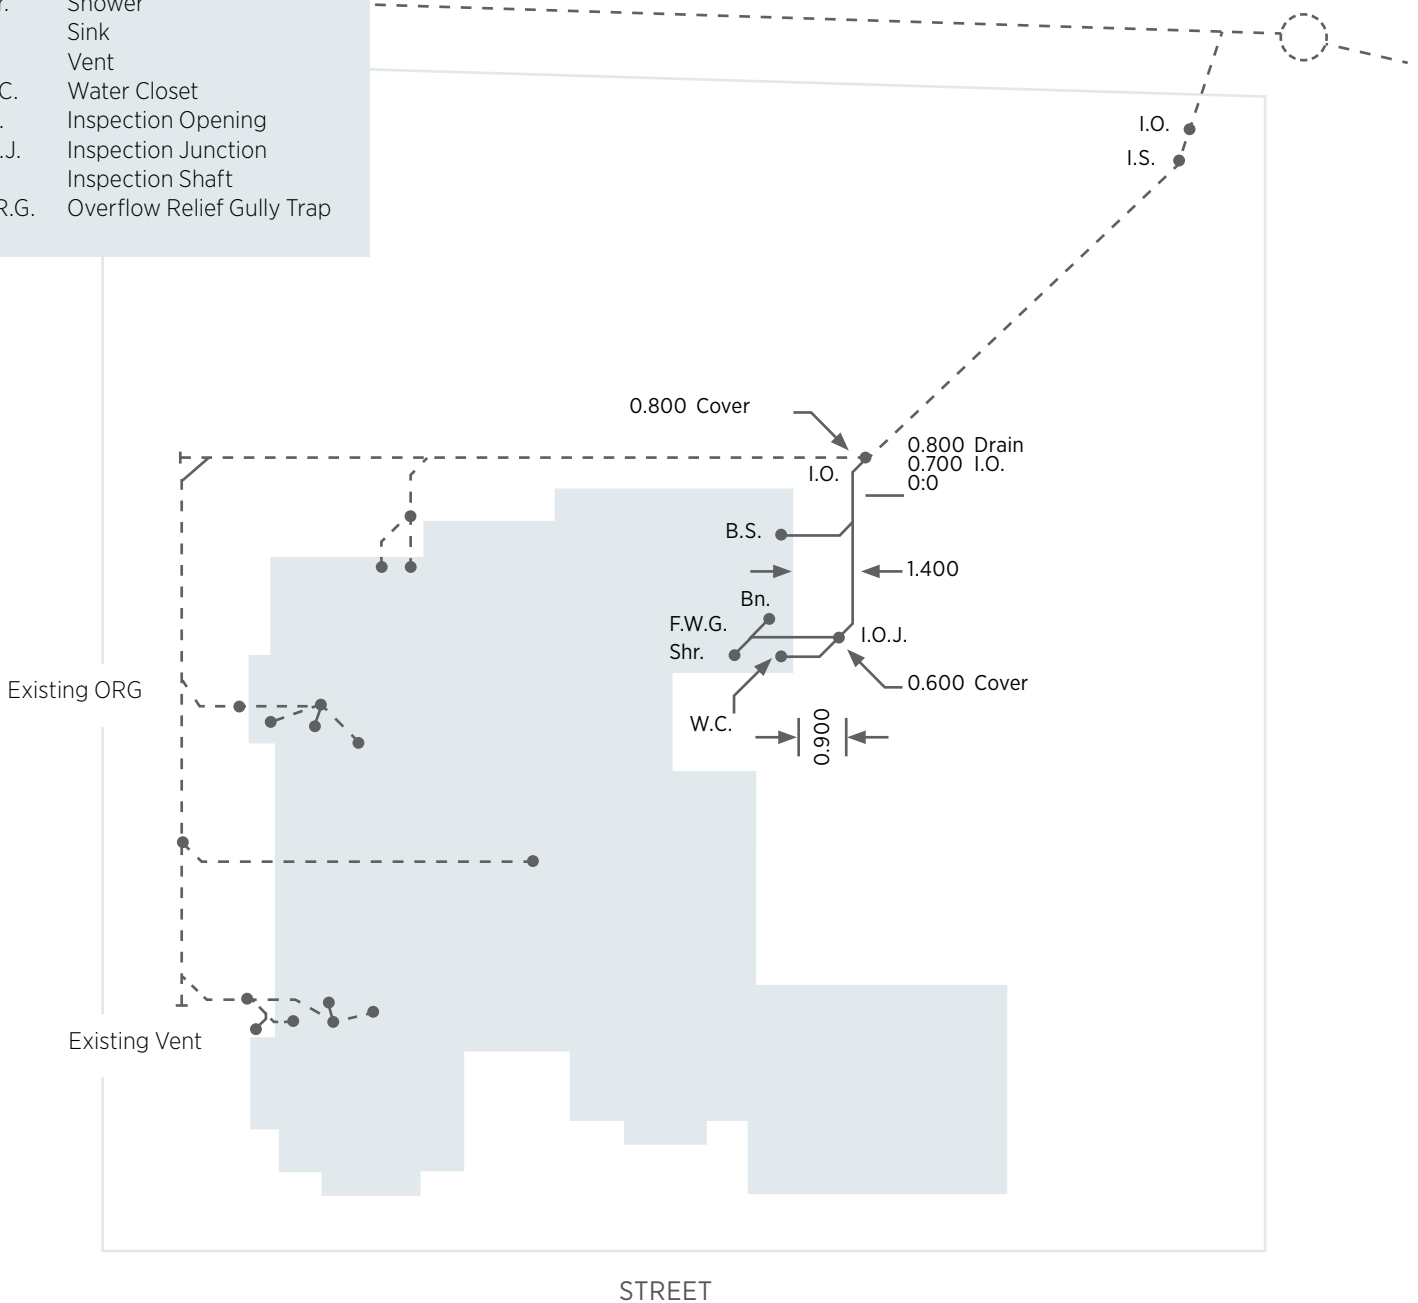 r. Shower
Sink
Vent
C. Water Closet
. Inspection Opening
.J. Inspection Junction
Inspection Shaft
R.G. Overflow Relief Gully Trap
I.O.
I.S.
0.800 Cover
0.800 Drain
0.700 I.O.
0:0
I.O.
B.S.
1.400
Bn.
F.W.G.
Shr.
I.O.J.
0.600 Cover
W.C.
0.900
Existing ORG
Existing Vent
STREET